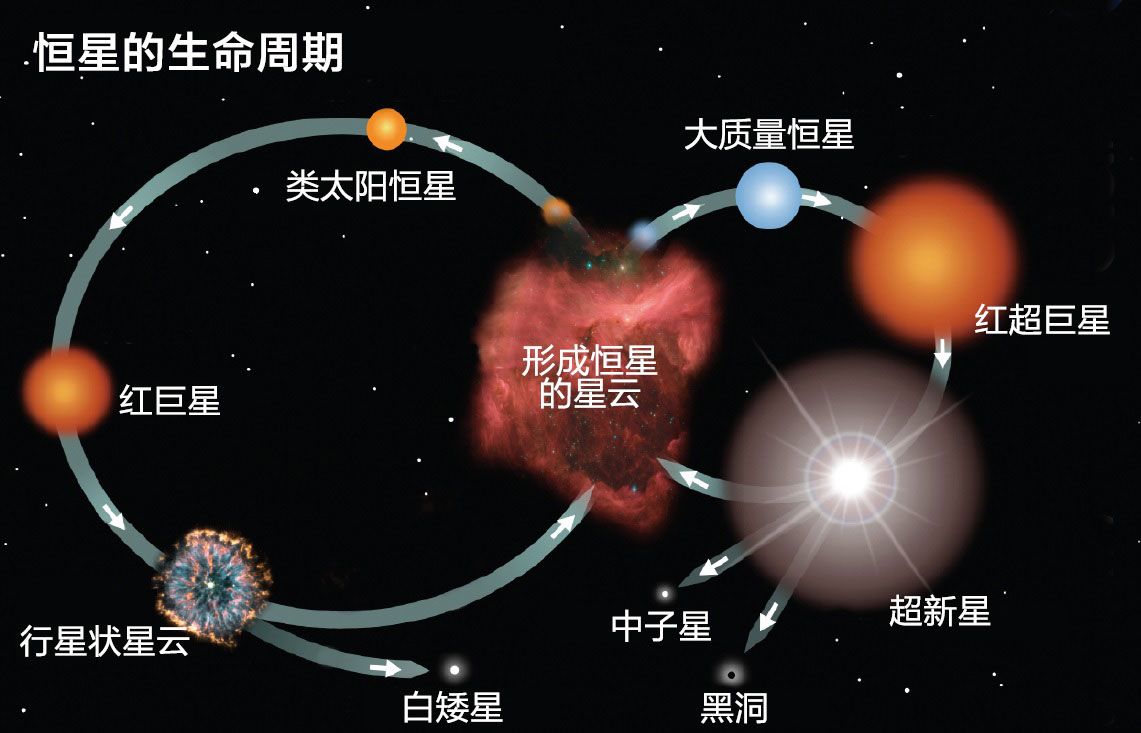 恒星的生命周期
大质量恒星
类太阳恒星
红超巨星
形成恒星
的星云
红巨星
超新星
中子星
行星状星云
白矮星
黑洞